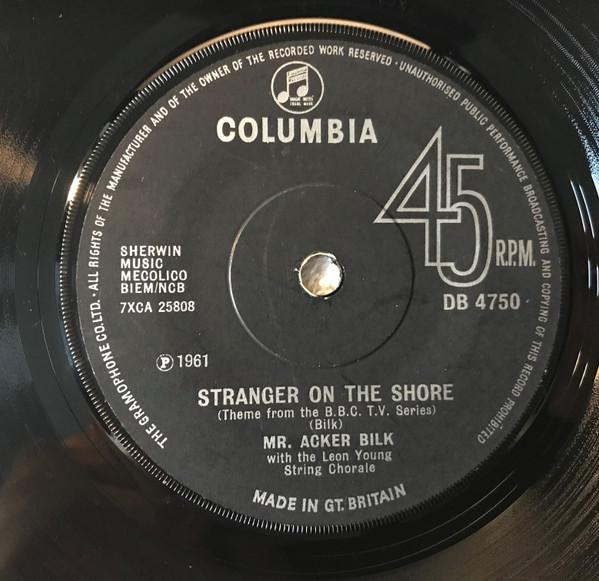 THE GRAMOPHONE CO. LTD. · ALL RIGHTS OF THE MANUFACTURER AND OF THE OWNER OF THE RECORDED WORK RESERVED · UNAUTHORISED PUBLIC PERFORMANCE BROADCASTING AND COPYING OF THIS RECORD PROHIBITED
COLUMBIA
45 R.P.M.
SHERWIN
MUSIC
MECOLICO
BIEM/NCB
7XCA 25808
DB 4750
Ⓟ 1961
STRANGER ON THE SHORE
(Theme from the B.B.C. T.V. Series)
(Bilk)
MR. ACKER BILK
with the Leon Young
String Chorale
MADE IN GT. BRITAIN